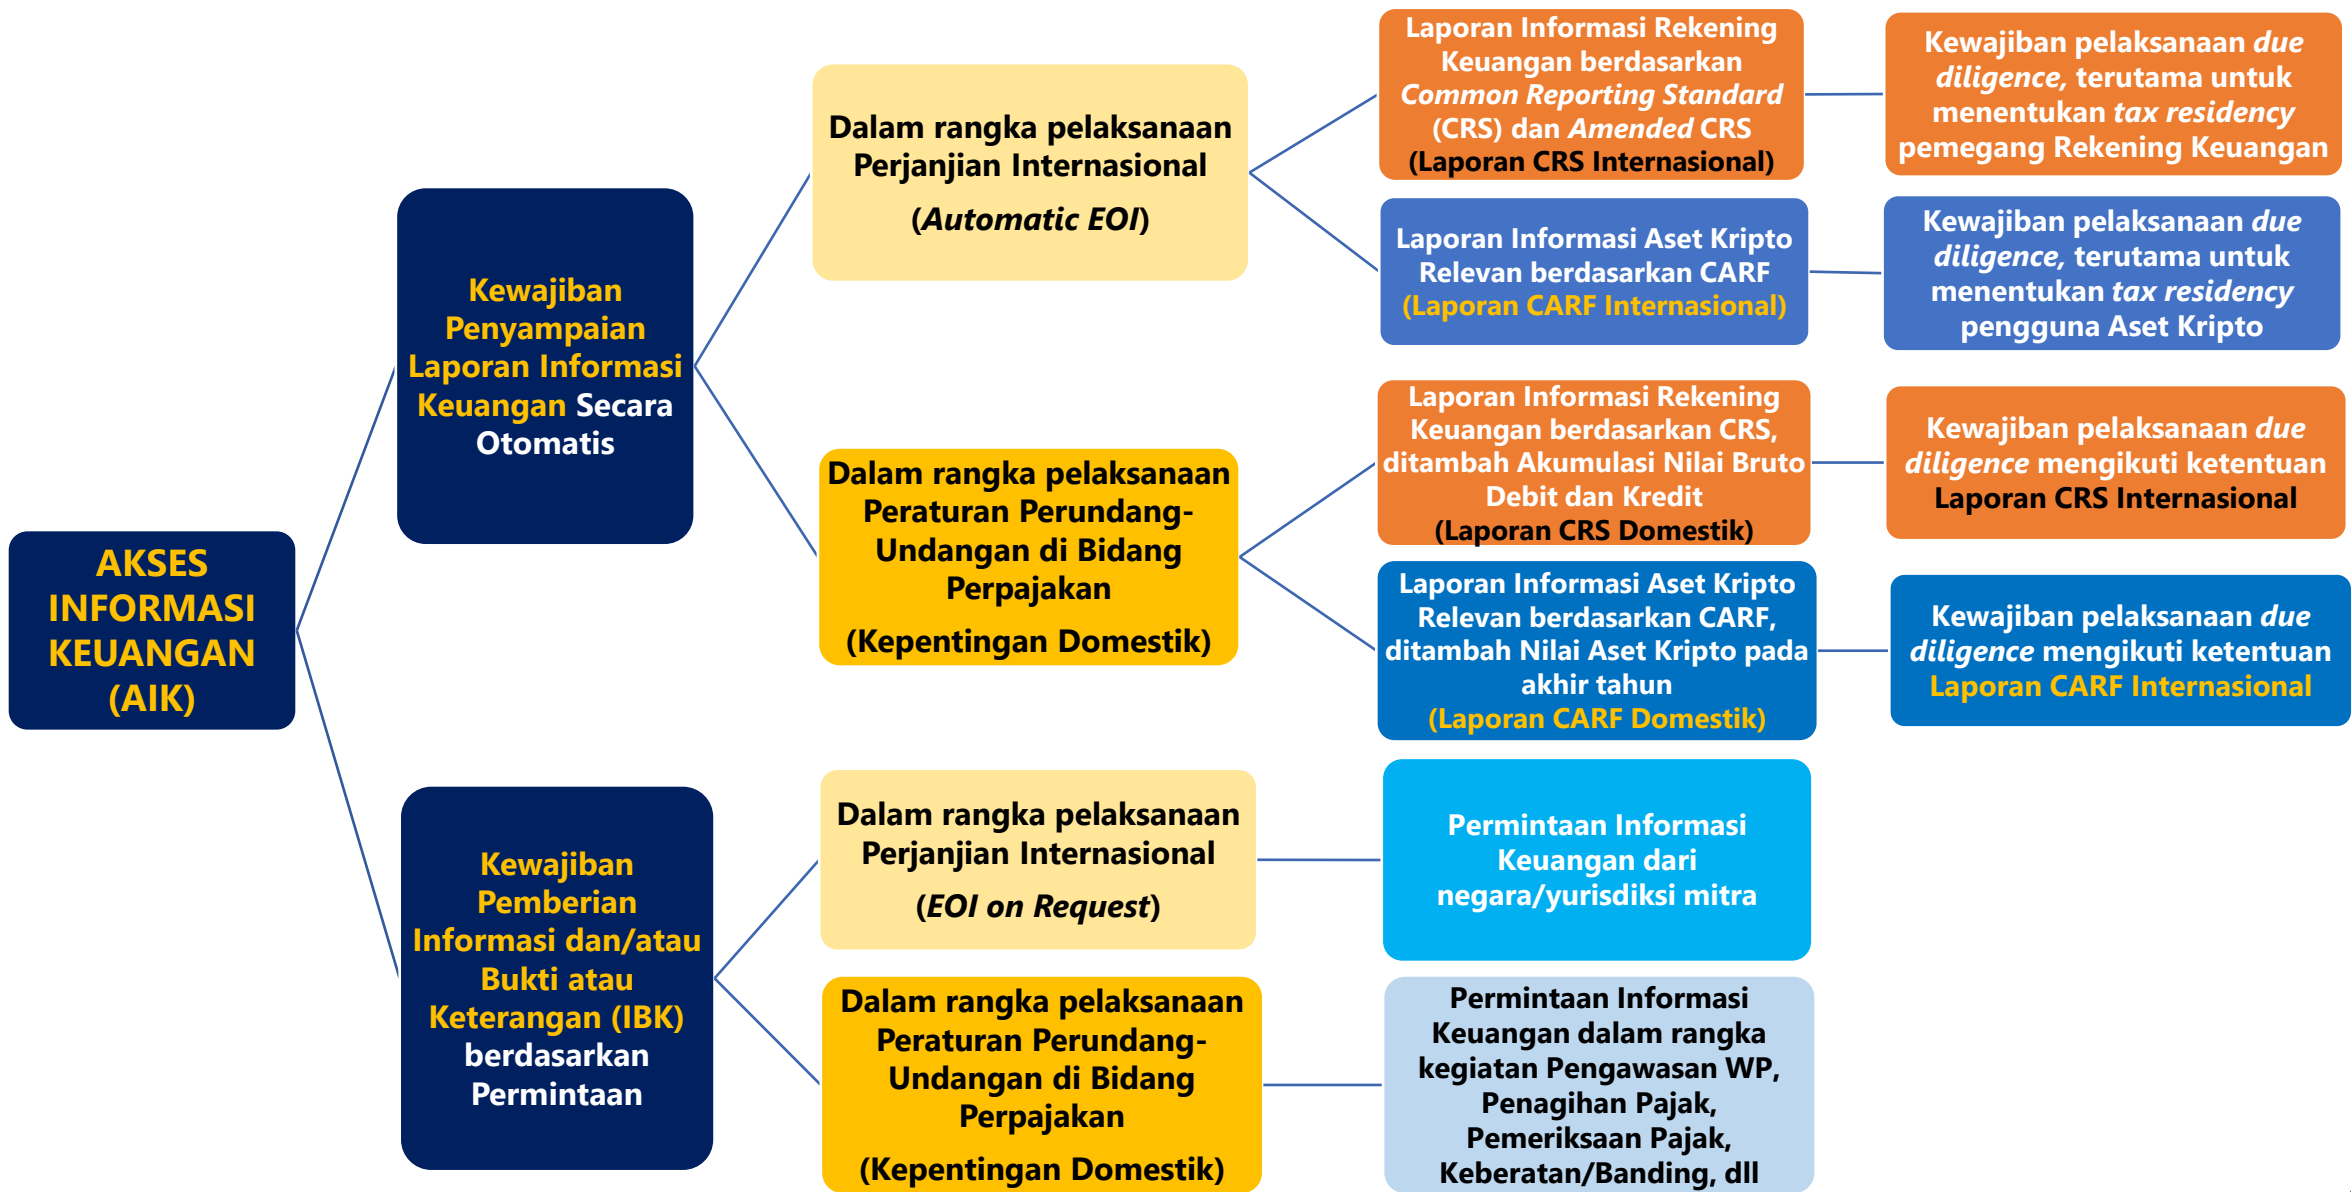 AKSES
INFORMASI
KEUANGAN
(AIK)
Kewajiban
Penyampaian
Laporan Informasi
Keuangan Secara
Otomatis
Dalam rangka pelaksanaan
Perjanjian Internasional
(Automatic EOI)
Laporan Informasi Rekening
Keuangan berdasarkan
Common Reporting Standard
(CRS) dan Amended CRS
(Laporan CRS Internasional)
Kewajiban pelaksanaan due
diligence, terutama untuk
menentukan tax residency
pemegang Rekening Keuangan
Laporan Informasi Aset Kripto
Relevan berdasarkan CARF
(Laporan CARF Internasional)
Kewajiban pelaksanaan due
diligence, terutama untuk
menentukan tax residency
pengguna Aset Kripto
Dalam rangka pelaksanaan
Peraturan Perundang-
Undangan di Bidang
Perpajakan
(Kepentingan Domestik)
Laporan Informasi Rekening
Keuangan berdasarkan CRS,
ditambah Akumulasi Nilai Bruto
Debit dan Kredit
(Laporan CRS Domestik)
Kewajiban pelaksanaan due
diligence mengikuti ketentuan
Laporan CRS Internasional
Laporan Informasi Aset Kripto
Relevan berdasarkan CARF,
ditambah Nilai Aset Kripto pada
akhir tahun
(Laporan CARF Domestik)
Kewajiban pelaksanaan due
diligence mengikuti ketentuan
Laporan CARF Internasional
Kewajiban
Pemberian
Informasi dan/atau
Bukti atau
Keterangan (IBK)
berdasarkan
Permintaan
Dalam rangka pelaksanaan
Perjanjian Internasional
(EOI on Request)
Permintaan Informasi
Keuangan dari
negara/yurisdiksi mitra
Dalam rangka pelaksanaan
Peraturan Perundang-
Undangan di Bidang
Perpajakan
(Kepentingan Domestik)
Permintaan Informasi
Keuangan dalam rangka
kegiatan Pengawasan WP,
Penagihan Pajak,
Pemeriksaan Pajak,
Keberatan/Banding, dll